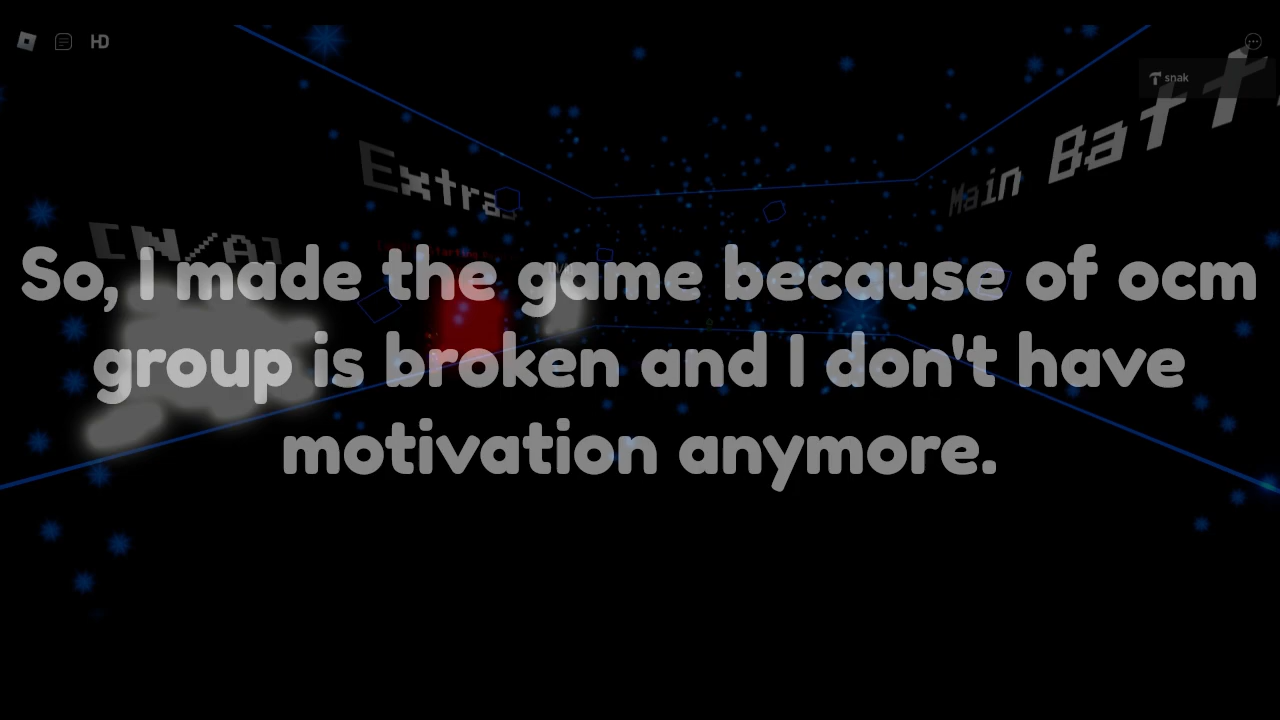 HD
snak
Extras
Main Batt
[N/A]
So, I made the game because of ocm
group is broken and I don't have
motivation anymore.